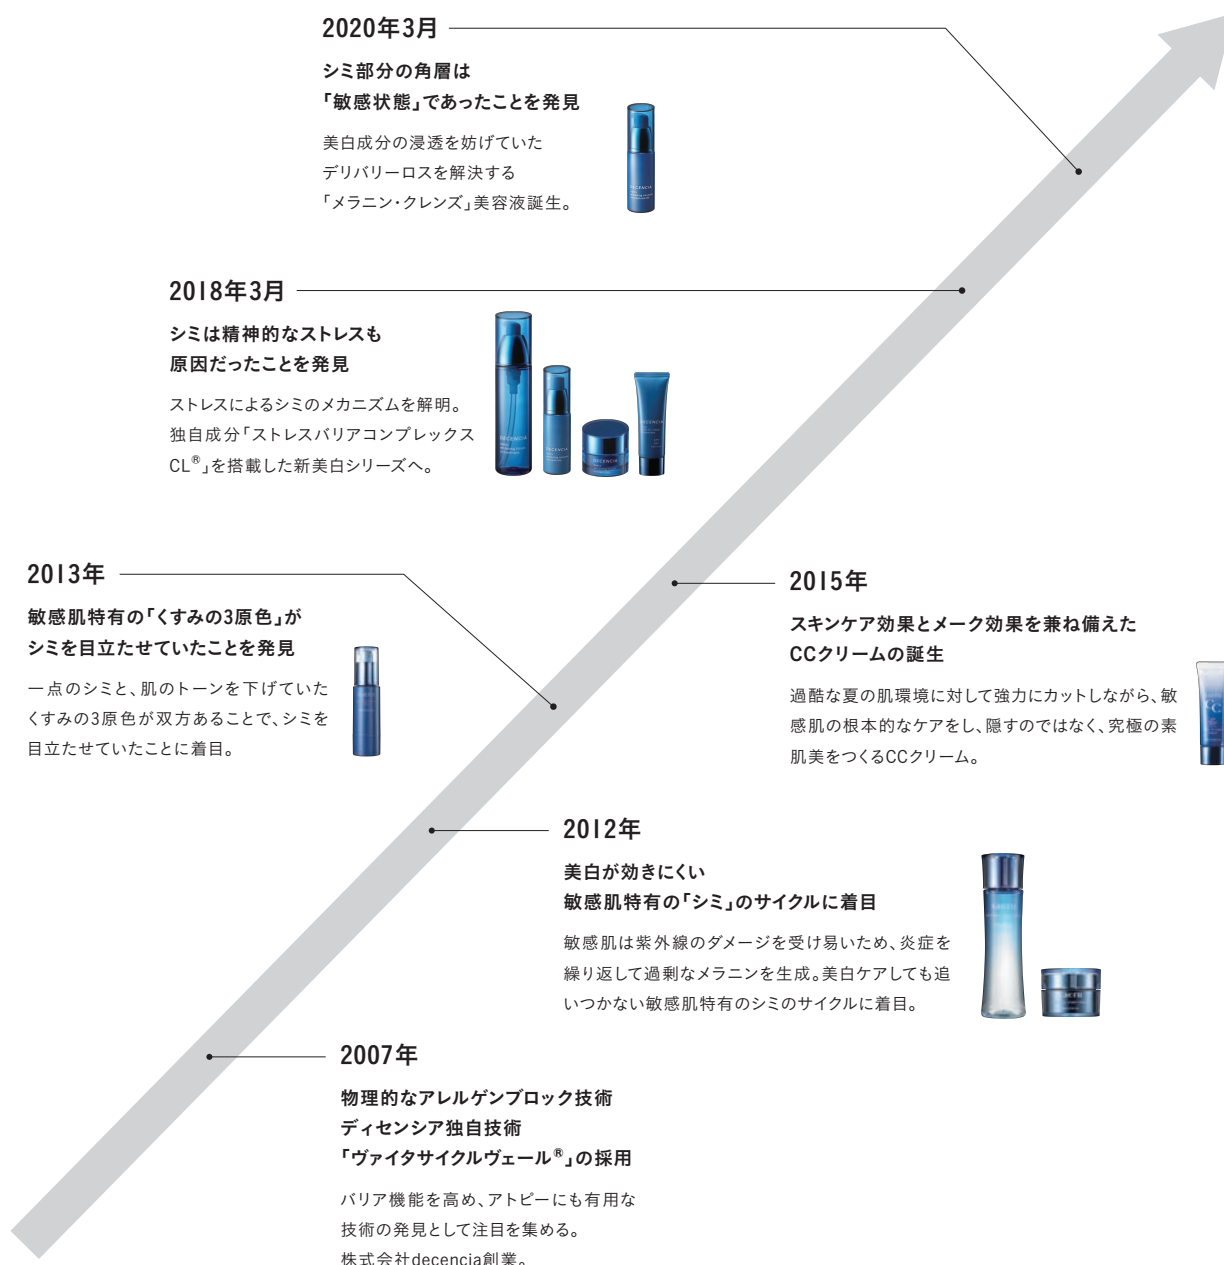 2020年3月
シミ部分の角層は
「敏感状態」であったことを発見
美白成分の浸透を妨げていた
デリバリーロスを解決する
「メラニン・クレンズ」美容液誕生。
DECENCIA
2018年3月
シミは精神的なストレスも
原因だったことを発見
ストレスによるシミのメカニズムを解明。
独自成分「ストレスバリアコンプレックス
CL®」を搭載した新美白シリーズへ。
DECENCIA
DECENCIA
DECENCIA
DECENCIA
2013年
敏感肌特有の「くすみの3原色」が
シミを目立たせていたことを発見
一点のシミと、肌のトーンを下げていた
くすみの3原色が双方あることで、シミを
目立たせていたことに着目。
2015年
スキンケア効果とメーク効果を兼ね備えた
CCクリームの誕生
過酷な夏の肌環境に対して強力にカットしながら、敏
感肌の根本的なケアをし、隠すのではなく、究極の素
肌美をつくるCCクリーム。
CC
2012年
美白が効きにくい
敏感肌特有の「シミ」のサイクルに着目
敏感肌は紫外線のダメージを受け易いため、炎症を
繰り返して過剰なメラニンを生成。美白ケアしても追
いつかない敏感肌特有のシミのサイクルに着目。
2007年
物理的なアレルゲンブロック技術
ディセンシア独自技術
「ヴァイタサイクルヴェール®」の採用
バリア機能を高め、アトピーにも有用な
技術の発見として注目を集める。
株式会社decencia創業。